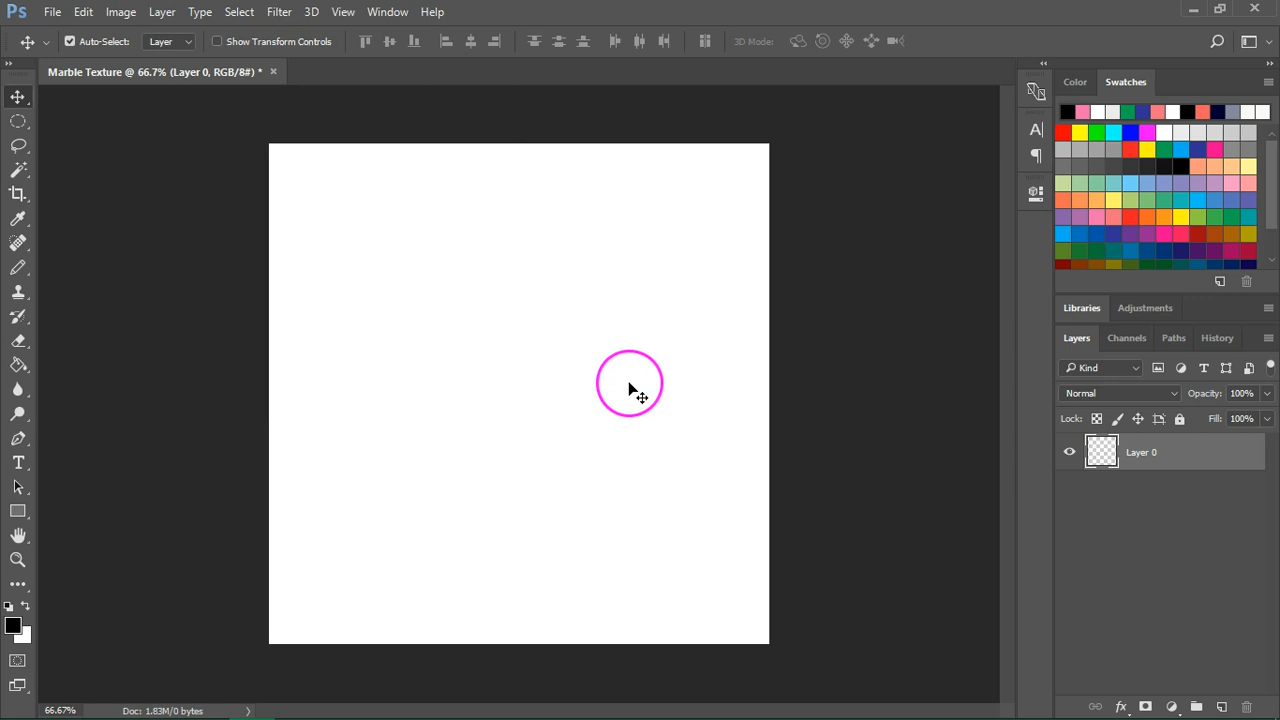 Ps File Edit Image Layer Type Select Filter 3D View Window Help
Auto-Select: Layer Show Transform Controls 3D Mode:
Marble Texture @ 66.7% (Layer 0, RGB/8#) * ×
Color Swatches
Libraries Adjustments
Layers Channels Paths History
Kind
Normal Opacity: 100%
Lock: Fill: 100%
Layer 0
66.67% Doc: 1.83M/0 bytes